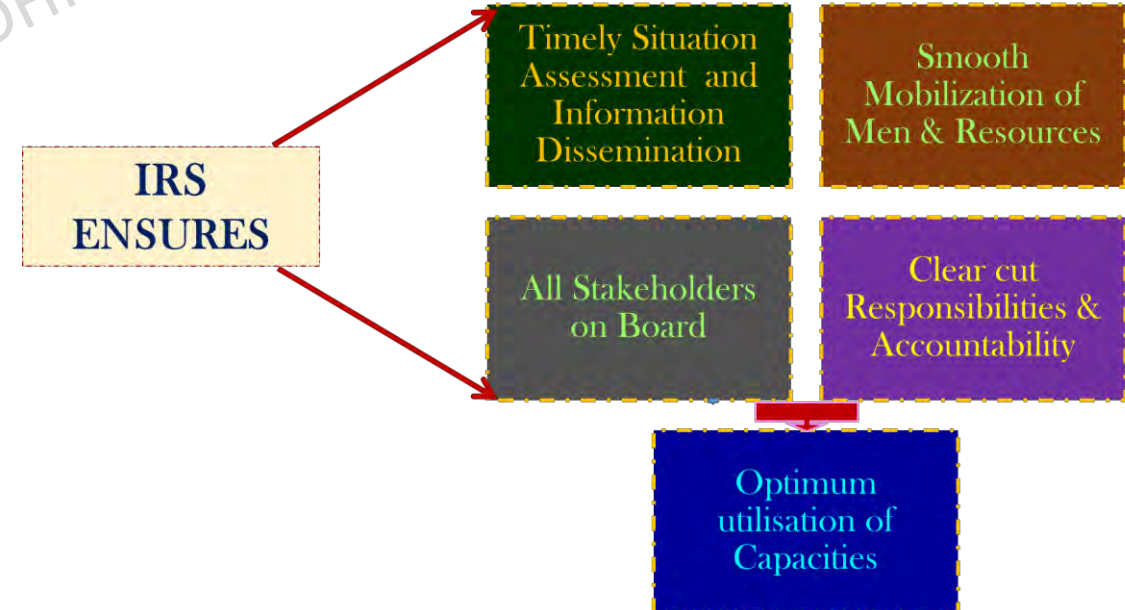 Timely Situation
Assessment and
Information
Dissemination
Smooth
Mobilization of
Men & Resources
IRS
ENSURES
All Stakeholders
on Board
Clear cut
Responsibilities &
Accountability
Optimum
utilisation of
Capacities